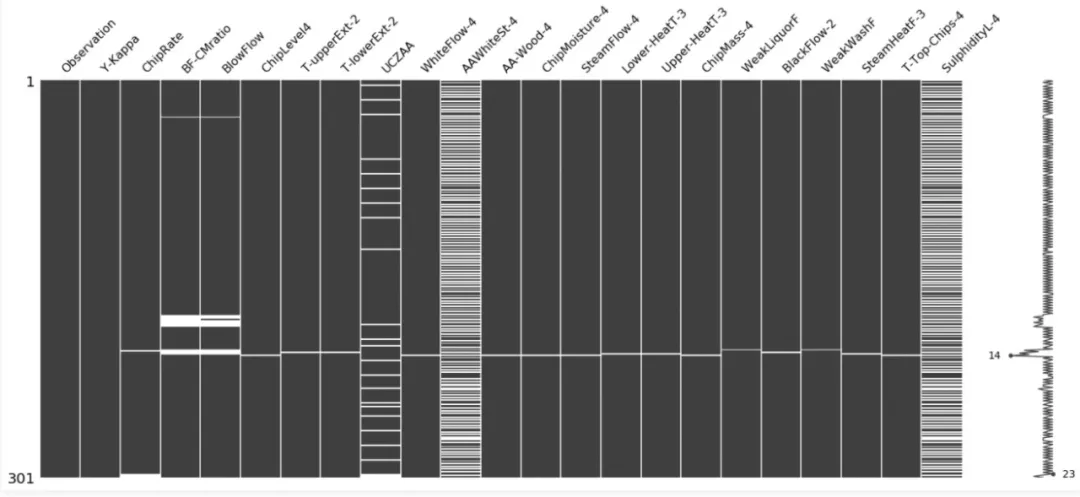 Observation
Y-Kappa
ChipRate
BF-CMratio
BlowFlow
ChipLevel4
T-upperExt-2
T-lowerExt-2
UCZAA
WhiteFlow-4
AAWhiteSt-4
AA-Wood-4
ChipMoisture-4
SteamFlow-4
Lower-HeatT-3
Upper-HeatT-3
ChipMass-4
WeakLiquorF
BlackFlow-2
WeakWashF
SteamHeatF-3
T-Top-Chips-4
SulphidityL-4
1
14
301
23